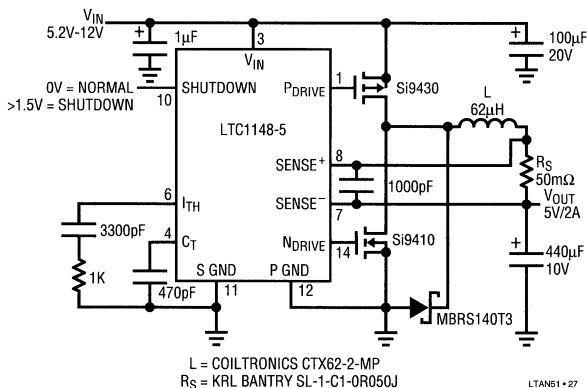 V_IN
5.2V-12V
1µF
3
V_IN
100µF
20V
0V = NORMAL
>1.5V = SHUTDOWN
10
SHUTDOWN
P_DRIVE
1
Si9430
LTC1148-5
L
62µH
SENSE+
8
1000pF
R_S
50mΩ
SENSE−
7
V_OUT
5V/2A
6
I_TH
3300pF
4
C_T
N_DRIVE
14
Si9410
440µF
10V
1K
470pF
S GND
P GND
11
12
MBRS140T3
L = COILTRONICS CTX62-2-MP
R_S = KRL BANTRY SL-1-C1-0R050J
LTAN51 • 27